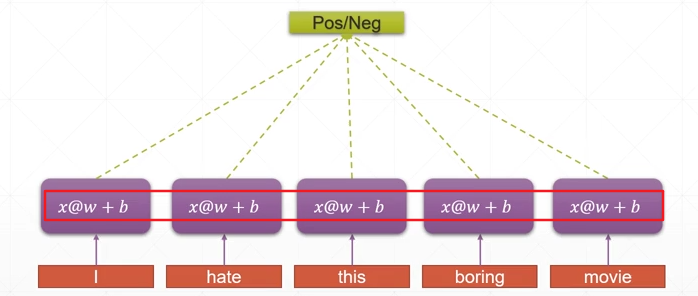 Pos/Neg
x@w + b x@w + b x@w + b x@w + b x@w + b
I hate this boring movie